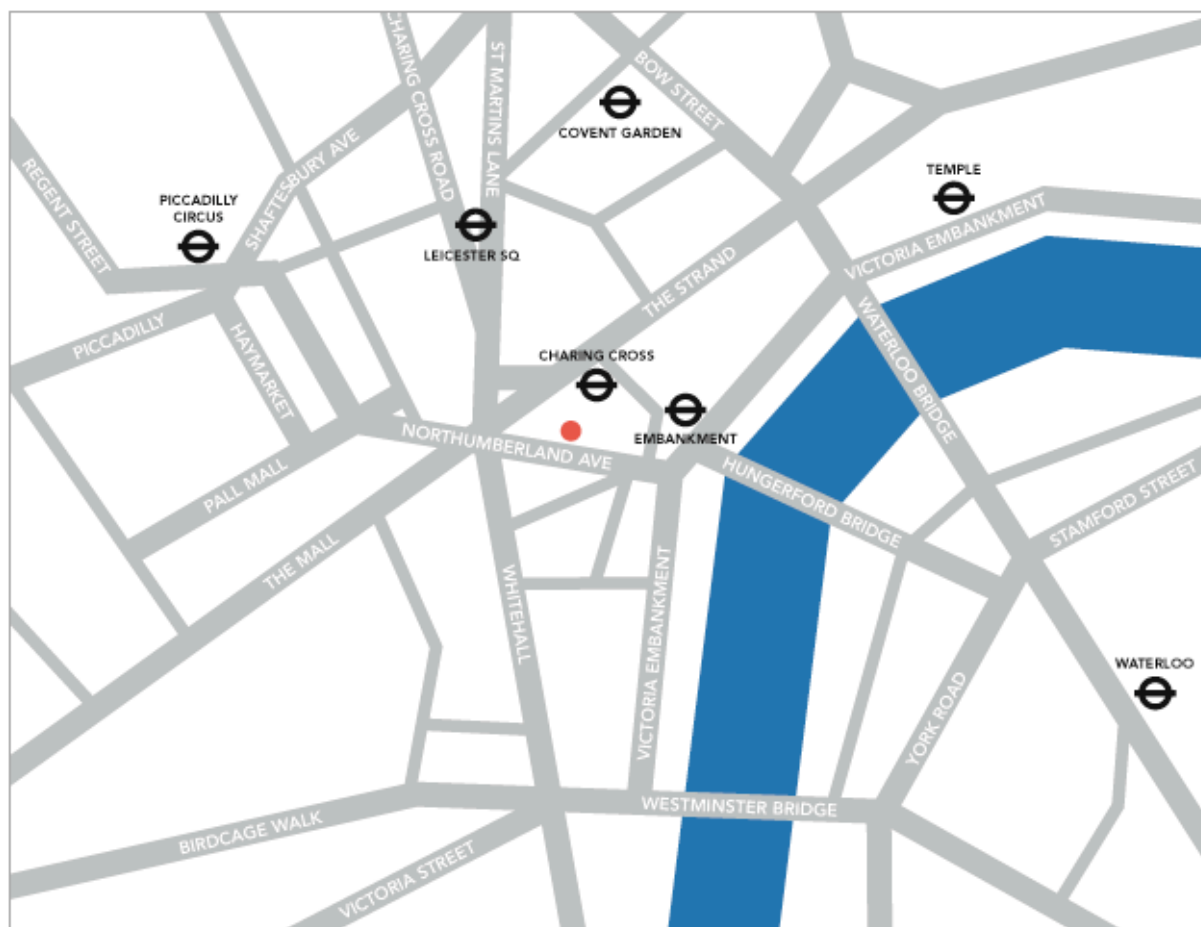 CHARING CROSS ROAD
ST MARTINS LANE
BOW STREET
COVENT GARDEN
REGENT STREET
SHAFTESBURY AVE
PICCADILLY
CIRCUS
TEMPLE
LEICESTER SQ
VICTORIA EMBANKMENT
THE STRAND
PICCADILLY
HAYMARKET
WATERLOO BRIDGE
CHARING CROSS
EMBANKMENT
NORTHUMBERLAND AVE
PALL MALL
HUNGERFORD BRIDGE
STAMFORD STREET
THE MALL
WHITEHALL
VICTORIA EMBANKMENT
WATERLOO
YORK ROAD
WESTMINSTER BRIDGE
BIRDCAGE WALK
VICTORIA STREET